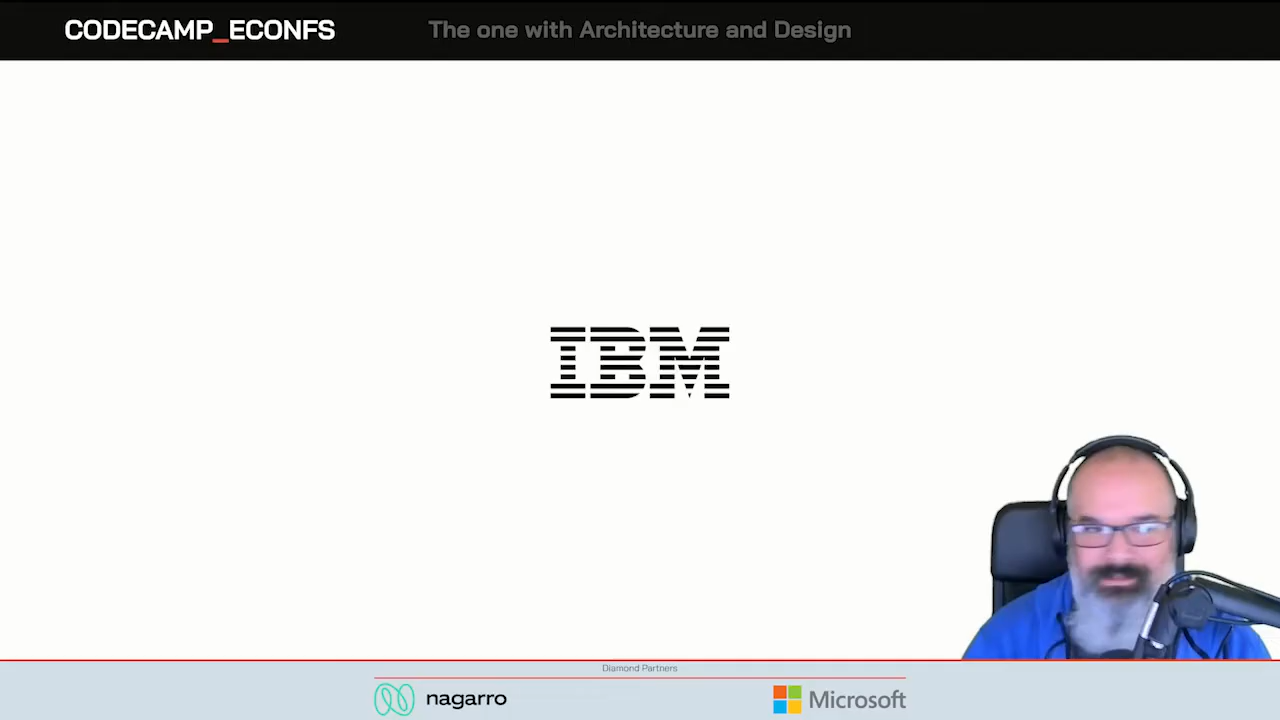 CODECAMP_ECONFS
The one with Architecture and Design
IBM
Diamond Partners
nagarro
Microsoft